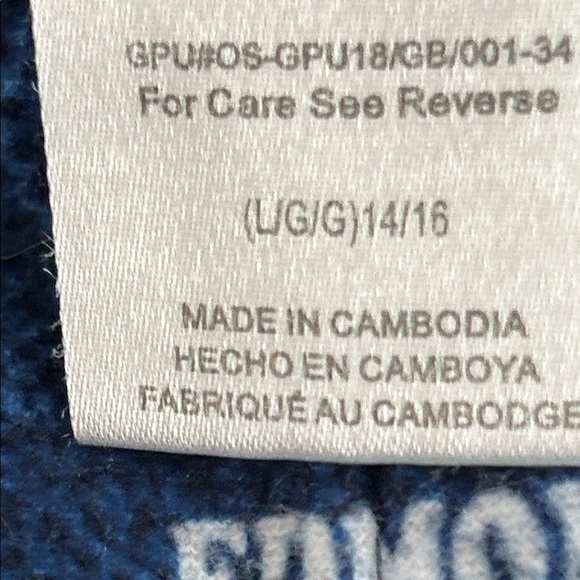 GPU#OS-GPU18/GB/001-34
For Care See Reverse
(L/G/G)14/16
MADE IN CAMBODIA
HECHO EN CAMBOYA
FABRIQUÉ AU CAMBODGE